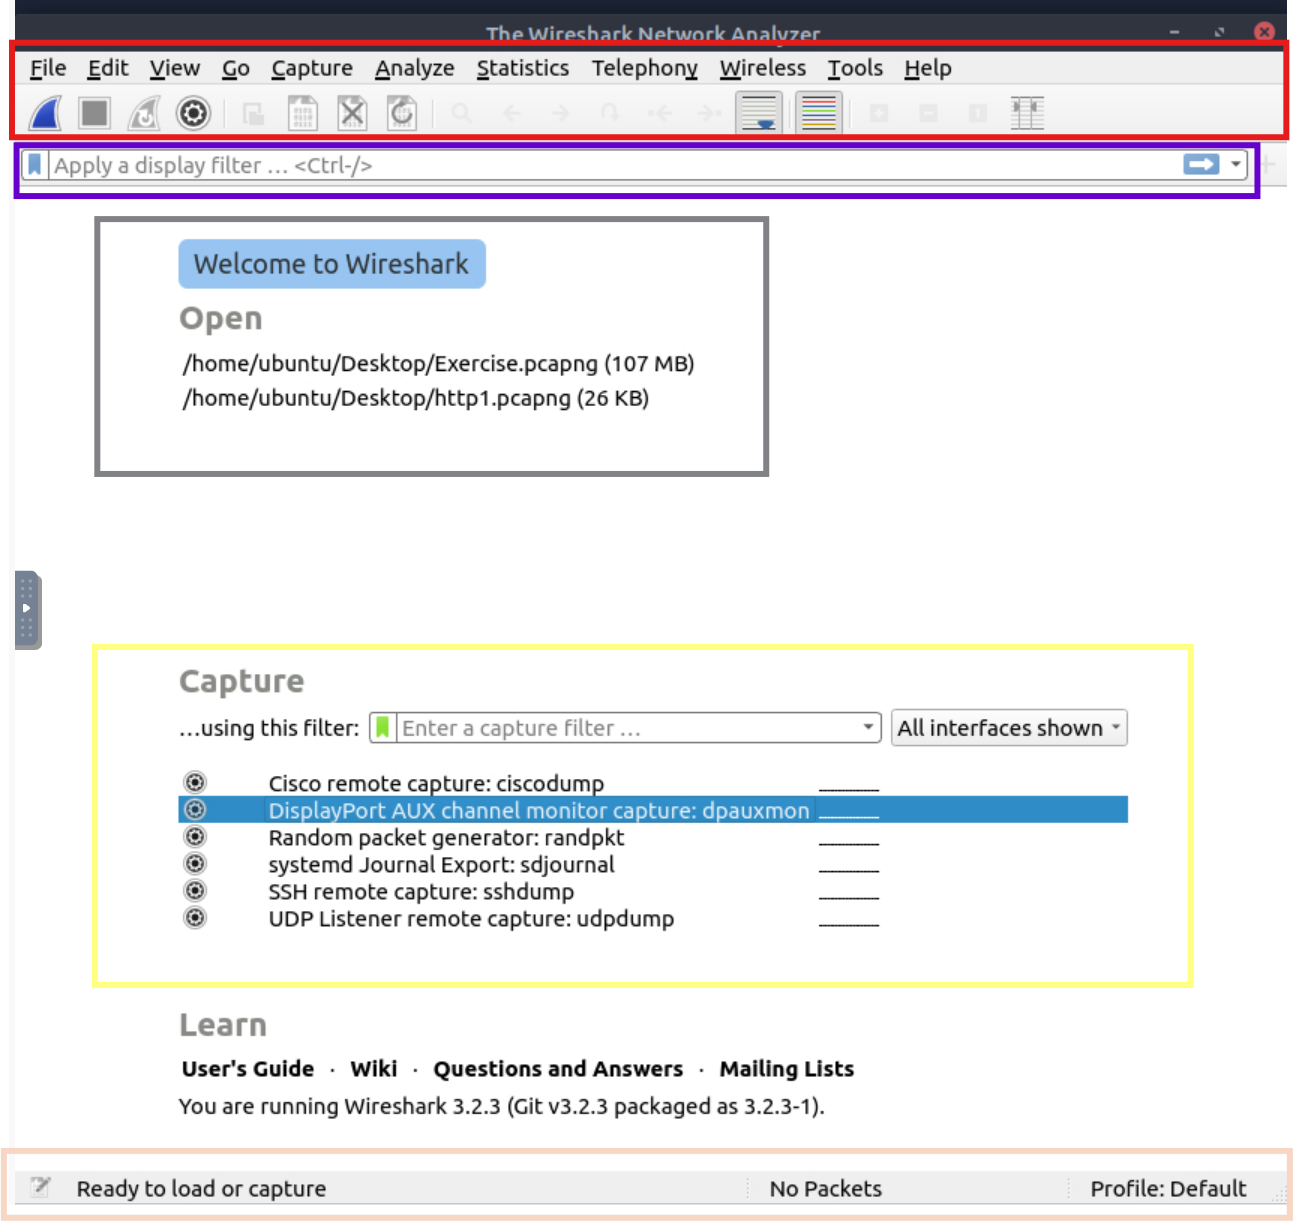 The Wireshark Network Analyzer
File Edit View Go Capture Analyze Statistics Telephony Wireless Tools Help
Apply a display filter … <Ctrl-/>
Welcome to Wireshark
Open
/home/ubuntu/Desktop/Exercise.pcapng (107 MB)
/home/ubuntu/Desktop/http1.pcapng (26 KB)
Capture
…using this filter: Enter a capture filter … All interfaces shown
Cisco remote capture: ciscodump
DisplayPort AUX channel monitor capture: dpauxmon
Random packet generator: randpkt
systemd Journal Export: sdjournal
SSH remote capture: sshdump
UDP Listener remote capture: udpdump
Learn
User's Guide · Wiki · Questions and Answers · Mailing Lists
You are running Wireshark 3.2.3 (Git v3.2.3 packaged as 3.2.3-1).
Ready to load or capture No Packets Profile: Default